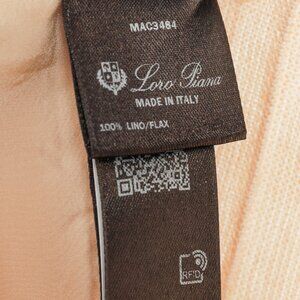 MAC3484
Loro Piana
MADE IN ITALY
100% LINO/FLAX
RFID